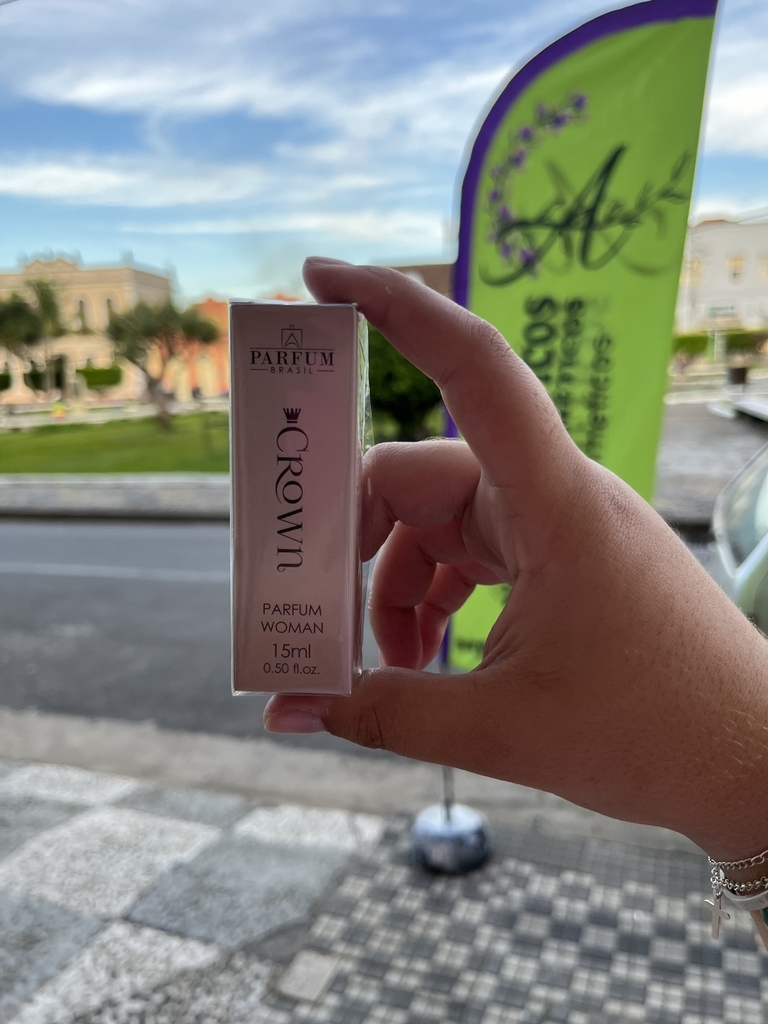 PARFUM
BRASIL
Crown
PARFUM
WOMAN
15ml
0.50 fl.oz.
A